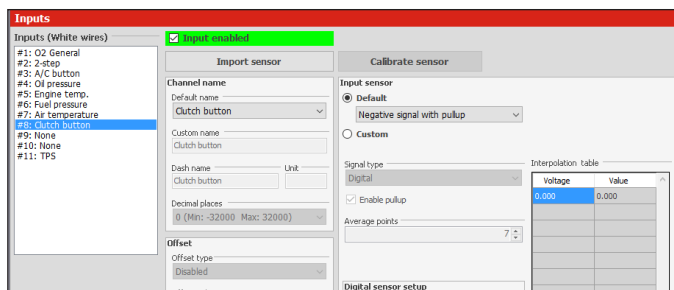 Inputs
Inputs (White wires)
#1: O2 General
#2: 2-step
#3: A/C button
#4: Oil pressure
#5: Engine temp.
#6: Fuel pressure
#7: Air temperature
#8: Clutch button
#9: None
#10: None
#11: TPS
Input enabled
Import sensor
Calibrate sensor
Channel name
Default name
Clutch button
Custom name
Clutch button
Dash name
Unit
Clutch button
Decimal places
0 (Min: -32000 Max: 32000)
Offset
Offset type
Disabled
Input sensor
Default
Negative signal with pullup
Custom
Signal type
Digital
Enable pullup
Average points
7
Digital sensor setup
Interpolation table
Voltage Value
0.000 0.000